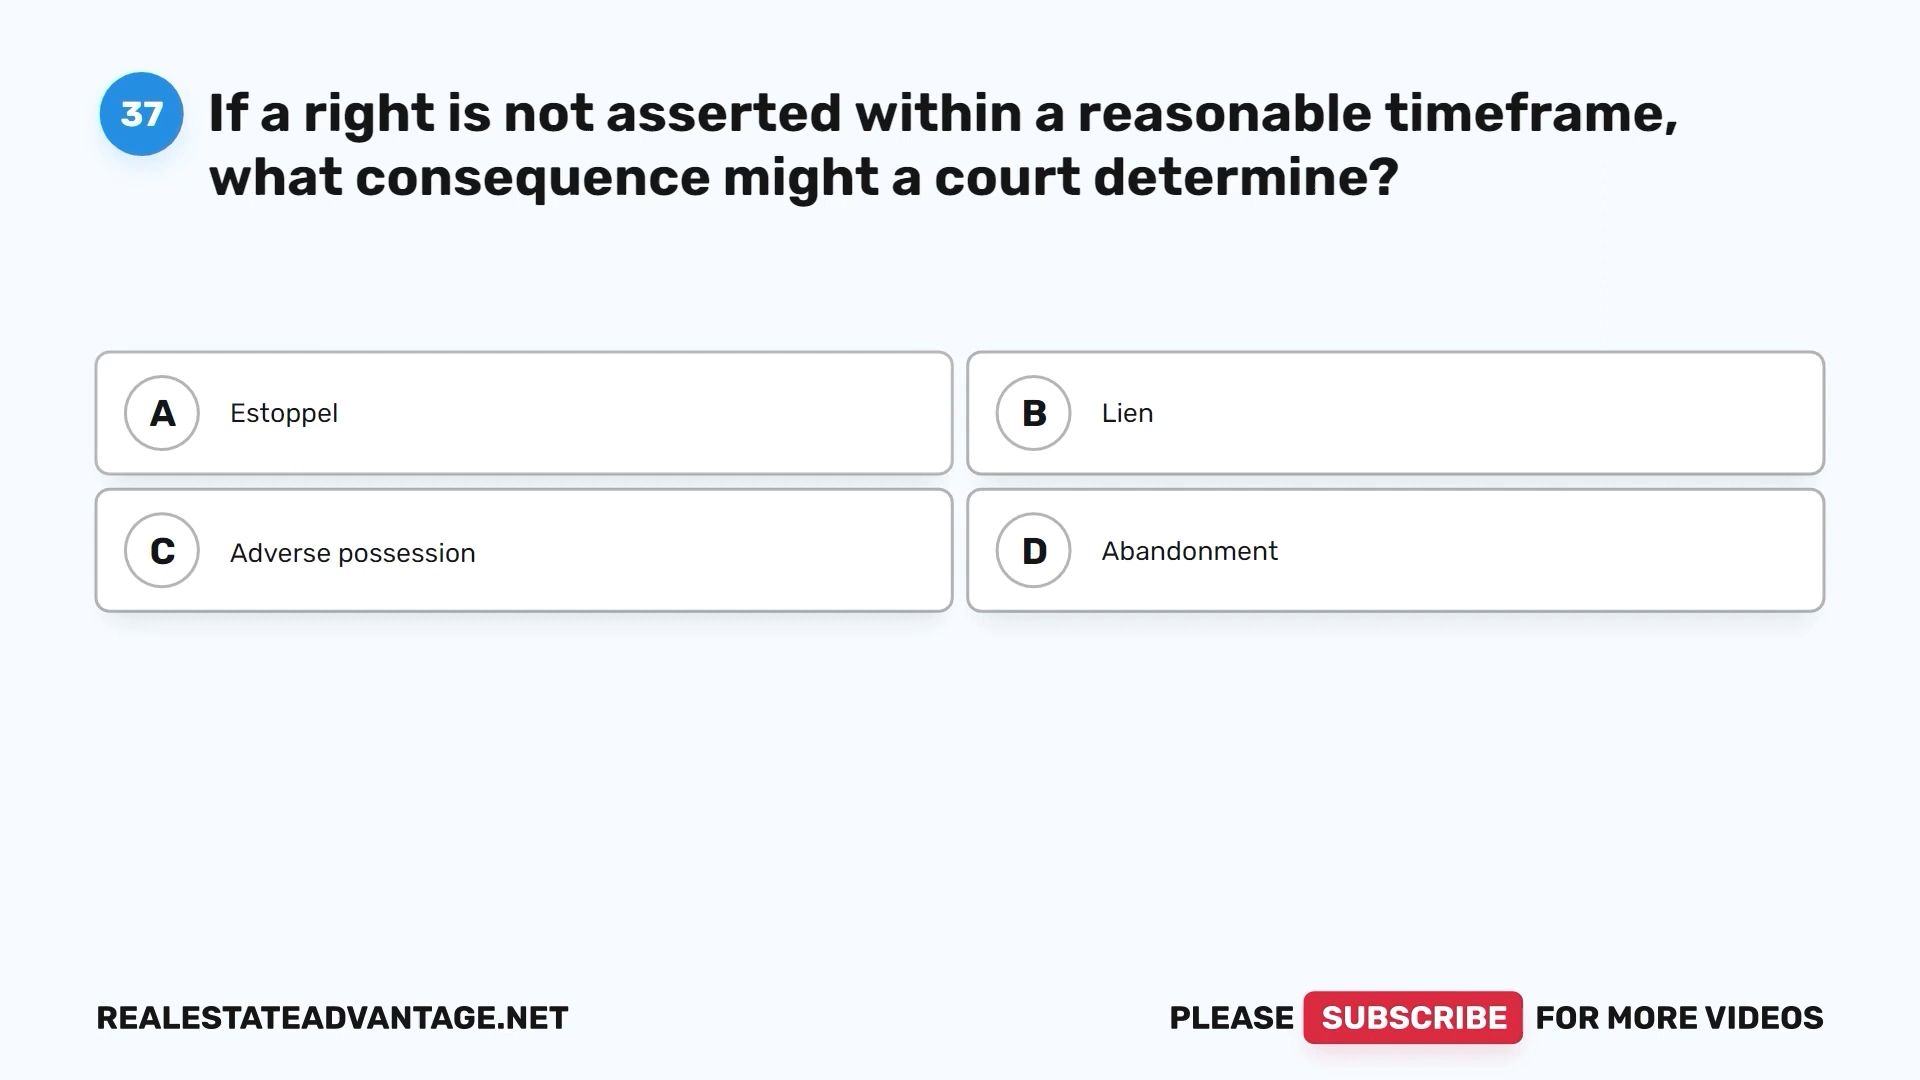 37
If a right is not asserted within a reasonable timeframe,
what consequence might a court determine?
A Estoppel
B Lien
C Adverse possession
D Abandonment
REALESTATEADVANTAGE.NET
PLEASE SUBSCRIBE FOR MORE VIDEOS